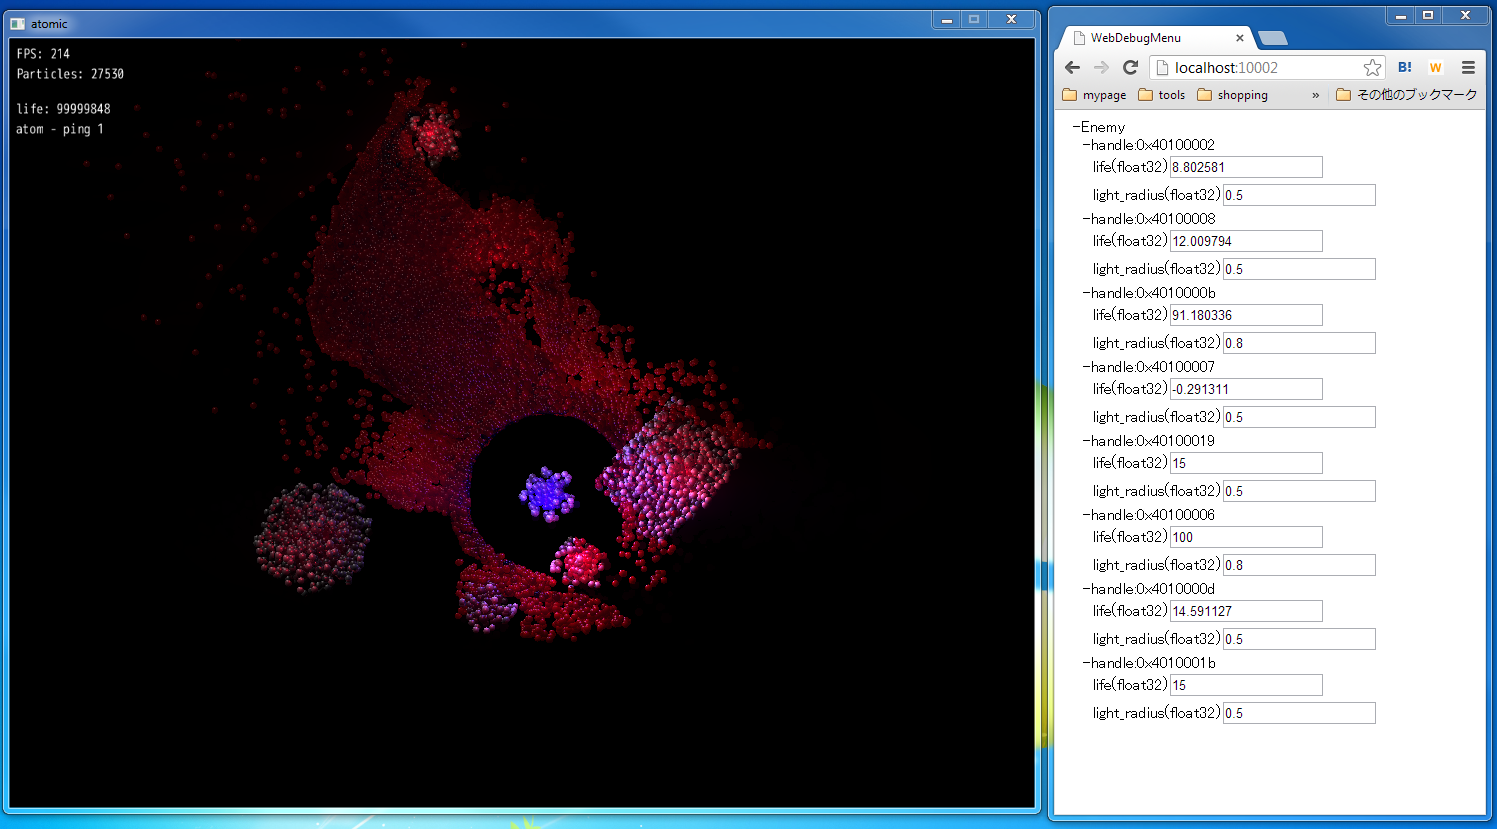 atomic
FPS: 214
Particles: 27530
life: 99999848
atom - ping 1
WebDebugMenu
localhost:10002
B!
W
mypage
tools
shopping
»
その他のブックマーク
-Enemy
-handle:0x40100002
life(float32) 8.802581
light_radius(float32) 0.5
-handle:0x40100008
life(float32) 12.009794
light_radius(float32) 0.5
-handle:0x4010000b
life(float32) 91.180336
light_radius(float32) 0.8
-handle:0x40100007
life(float32) -0.291311
light_radius(float32) 0.5
-handle:0x40100019
life(float32) 15
light_radius(float32) 0.5
-handle:0x40100006
life(float32) 100
light_radius(float32) 0.8
-handle:0x4010000d
life(float32) 14.591127
light_radius(float32) 0.5
-handle:0x4010001b
life(float32) 15
light_radius(float32) 0.5